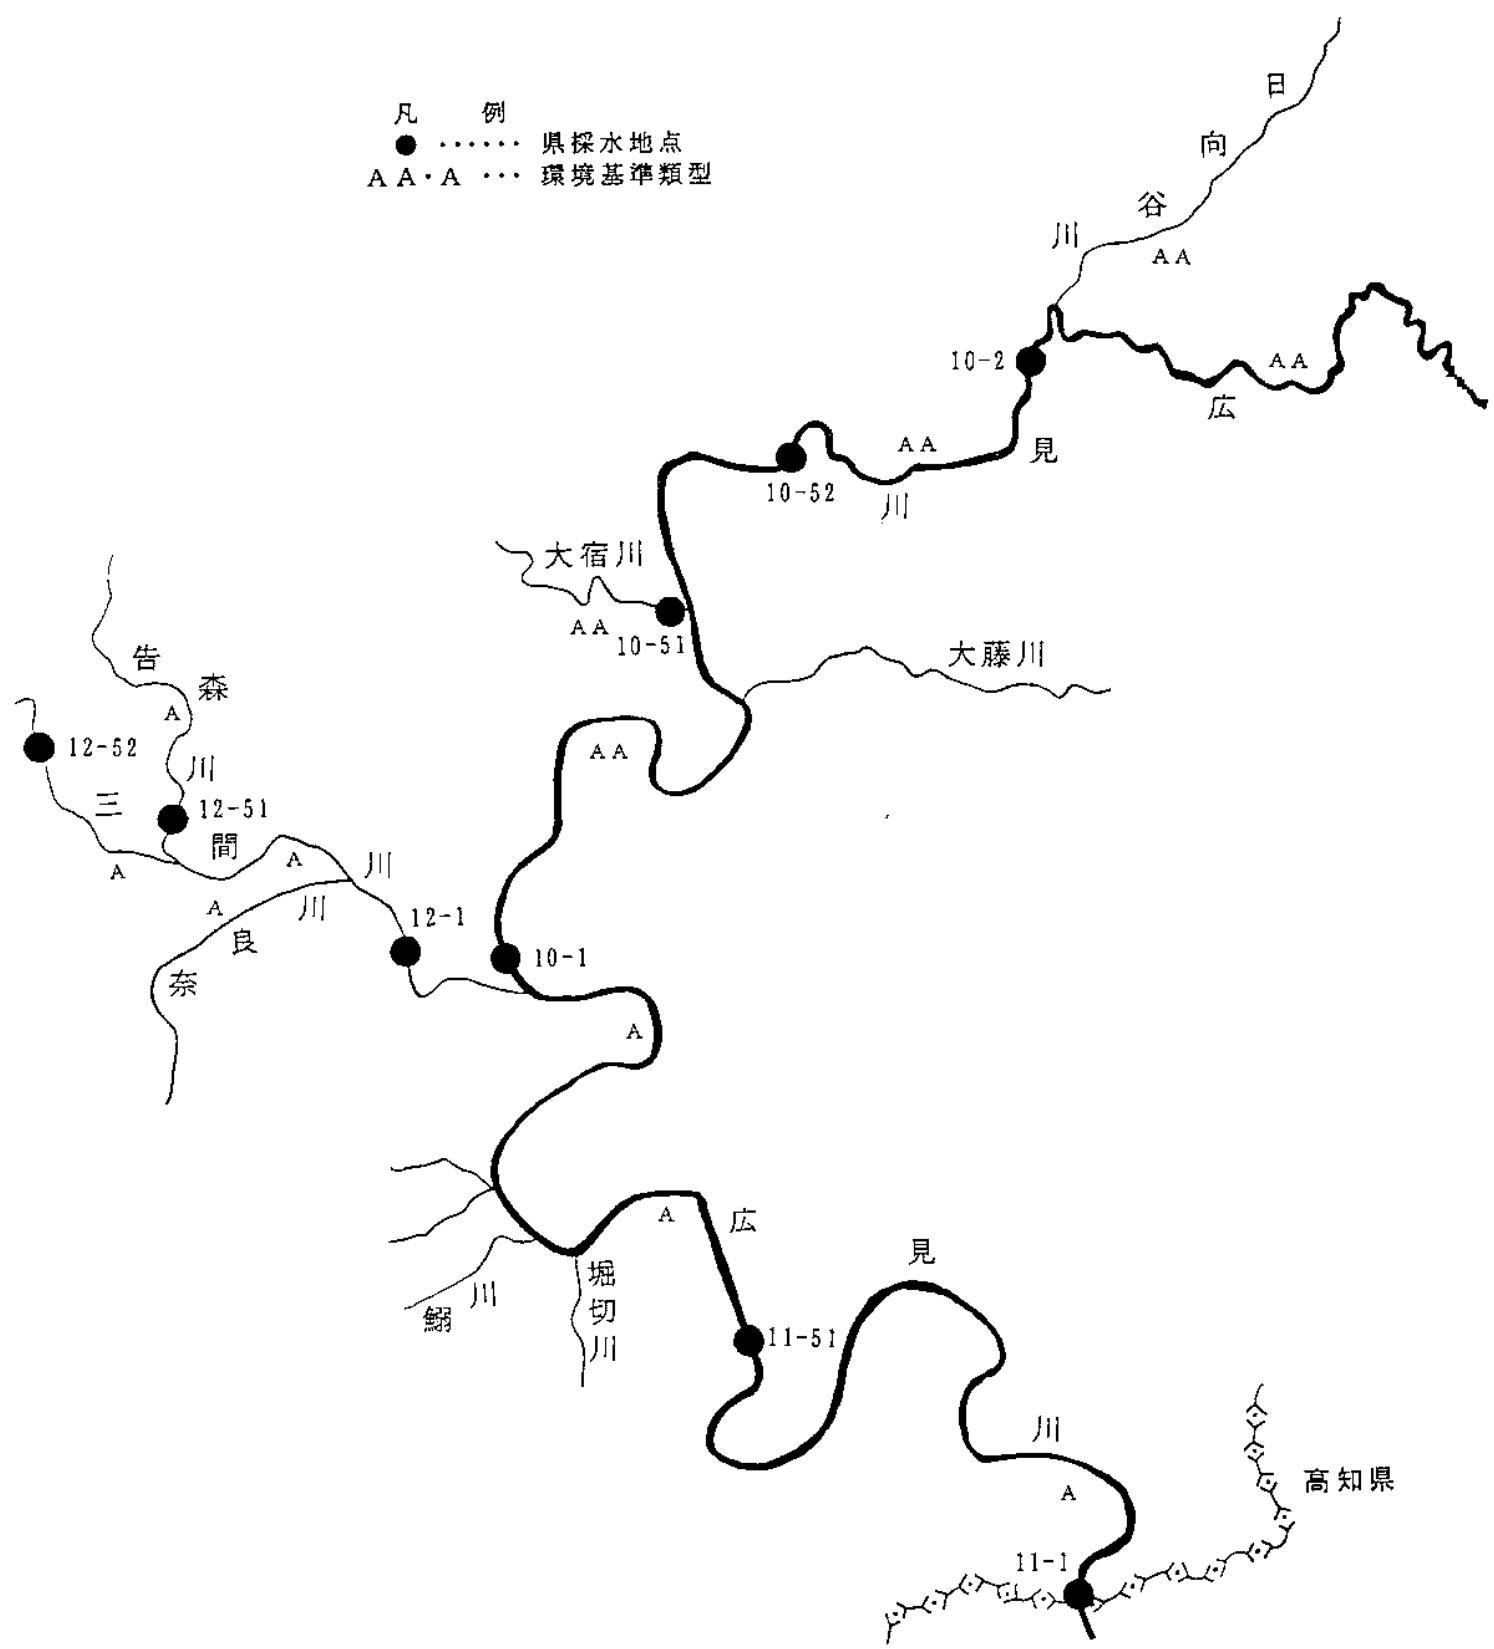 凡 例
●‥‥‥県採水地点
AA・A…環境基準類型
日
向
谷
川
AA
10-2
AA
広
AA
見
10-52
川
大宿川
AA
10-51
大藤川
告
森
A
12-52
AA
川
三
12-51
間
A
A
川
A
川
12-1
良
10-1
奈
A
A
広
見
堀
川
鰯
切
11-51
川
川
高知県
A
11-1